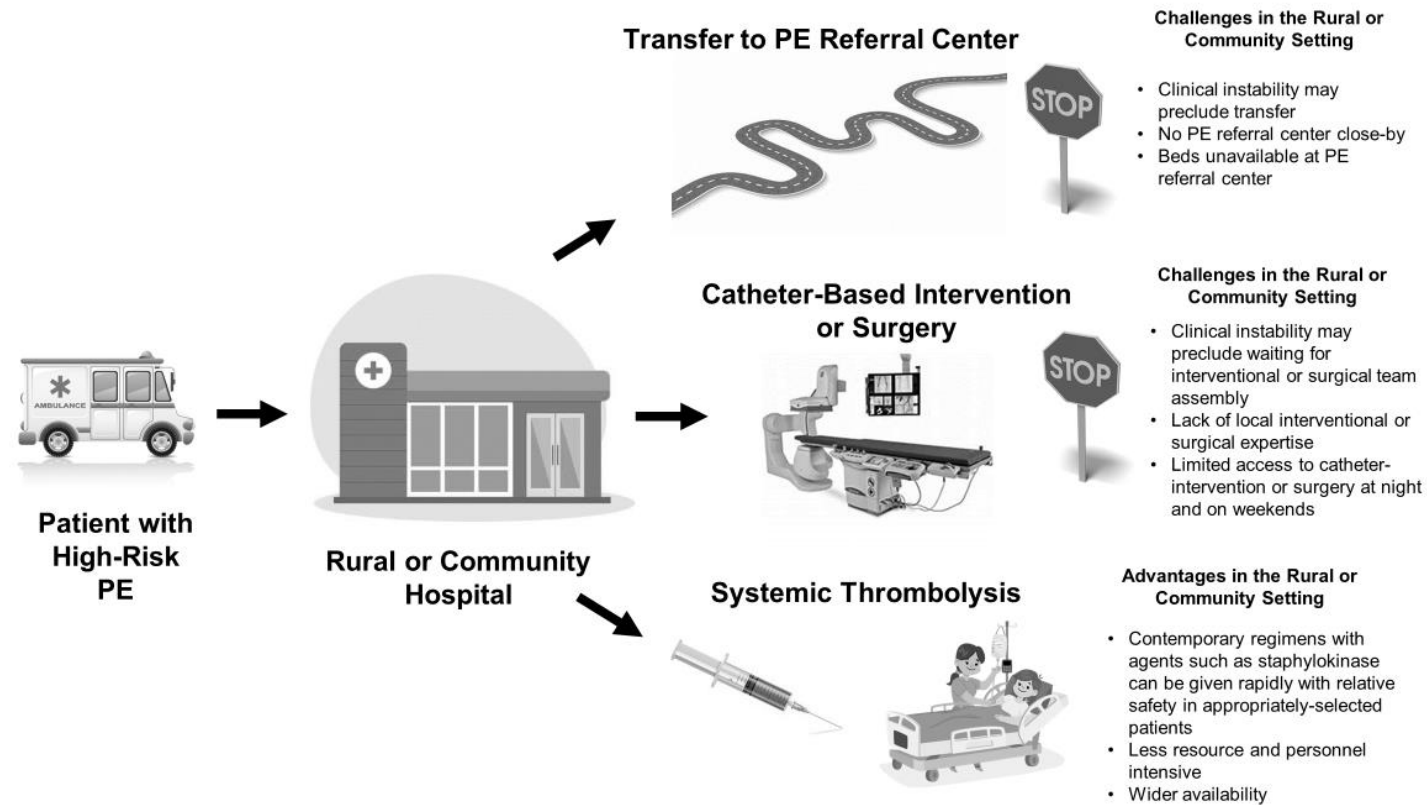 Transfer to PE Referral Center
STOP
Challenges in the Rural or
Community Setting
• Clinical instability may
preclude transfer
• No PE referral center close-by
• Beds unavailable at PE
referral center
AMBULANCE
Patient with
High-Risk
PE
Rural or Community
Hospital
Catheter-Based Intervention
or Surgery
STOP
Challenges in the Rural or
Community Setting
• Clinical instability may
preclude waiting for
interventional or surgical team
assembly
• Lack of local interventional or
surgical expertise
• Limited access to catheter-
intervention or surgery at night
and on weekends
Systemic Thrombolysis
Advantages in the Rural or
Community Setting
• Contemporary regimens with
agents such as staphylokinase
can be given rapidly with relative
safety in appropriately-selected
patients
• Less resource and personnel
intensive
• Wider availability